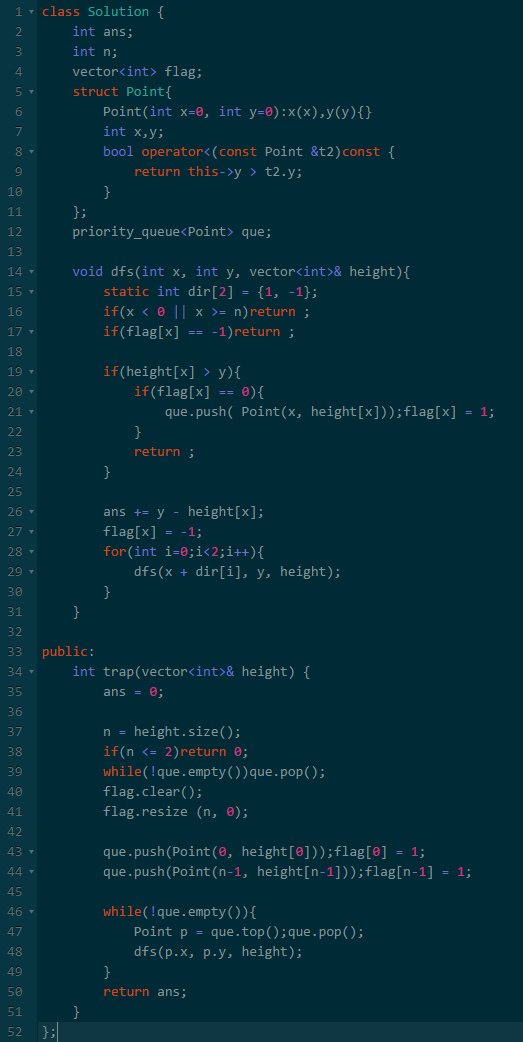 1 class Solution {
2 int ans;
3 int n;
4 vector<int> flag;
5 struct Point{
6 Point(int x=0, int y=0):x(x),y(y){}
7 int x,y;
8 bool operator<(const Point &t2)const {
9 return this->y > t2.y;
10 }
11 };
12 priority_queue<Point> que;
13
14 void dfs(int x, int y, vector<int>& height){
15 static int dir[2] = {1, -1};
16 if(x < 0 || x >= n)return ;
17 if(flag[x] == -1)return ;
18
19 if(height[x] > y){
20 if(flag[x] == 0){
21 que.push( Point(x, height[x]));flag[x] = 1;
22 }
23 return ;
24 }
25
26 ans += y - height[x];
27 flag[x] = -1;
28 for(int i=0;i<2;i++){
29 dfs(x + dir[i], y, height);
30 }
31 }
32
33 public:
34 int trap(vector<int>& height) {
35 ans = 0;
36
37 n = height.size();
38 if(n <= 2)return 0;
39 while(!que.empty())que.pop();
40 flag.clear();
41 flag.resize (n, 0);
42
43 que.push(Point(0, height[0]));flag[0] = 1;
44 que.push(Point(n-1, height[n-1]));flag[n-1] = 1;
45
46 while(!que.empty()){
47 Point p = que.top();que.pop();
48 dfs(p.x, p.y, height);
49 }
50 return ans;
51 }
52 };